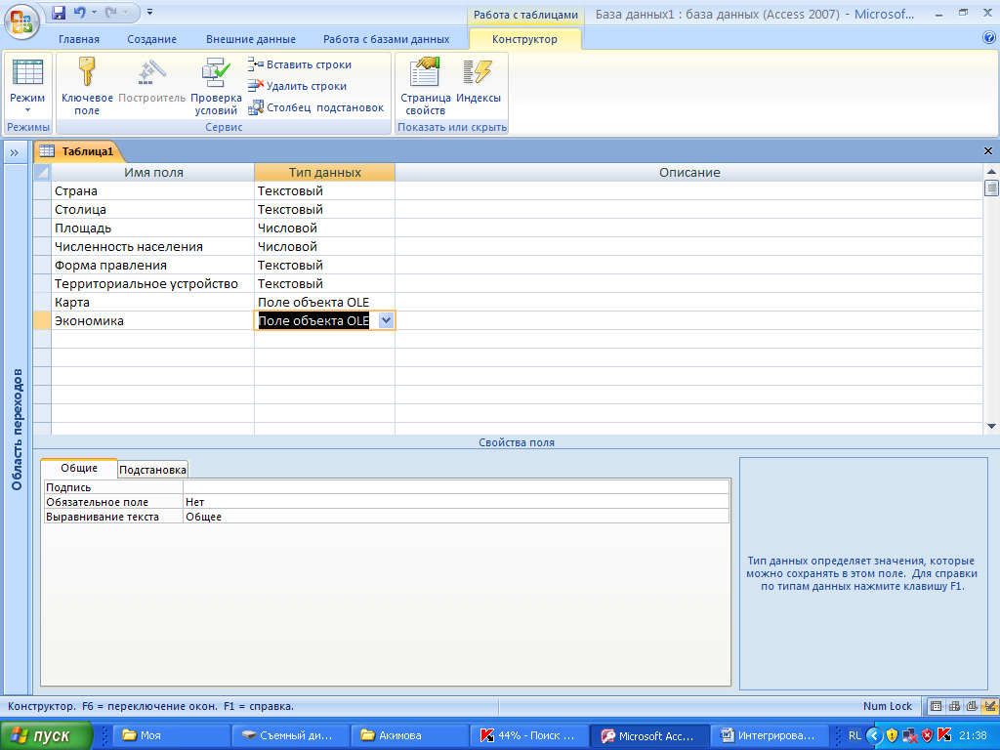 Работа с таблицами
База данных1 : база данных (Access 2007) - Microsof...
Главная Создание Внешние данные Работа с базами данных Конструктор
Режим
Ключевое поле
Построитель
Проверка условий
Вставить строки
Удалить строки
Столбец подстановок
Страница свойств
Индексы
Режимы Сервис Показать или скрыть
»
Таблица1
Имя поля Тип данных Описание
Страна Текстовый
Столица Текстовый
Площадь Числовой
Численность населения Числовой
Форма правления Текстовый
Территориальное устройство Текстовый
Карта Поле объекта OLE
Экономика Поле объекта OLE
Область переходов
Свойства поля
Общие Подстановка
Подпись
Обязательное поле Нет
Выравнивание текста Общее
Тип данных определяет значения, которые
можно сохранять в этом поле. Для справки
по типам данных нажмите клавишу F1.
Конструктор. F6 = переключение окон. F1 = справка. Num Lock
пуск Моя Съемный ди... Акимова 44% - Поиск ... Microsoft Acc... Интегрирова... RL 21:38